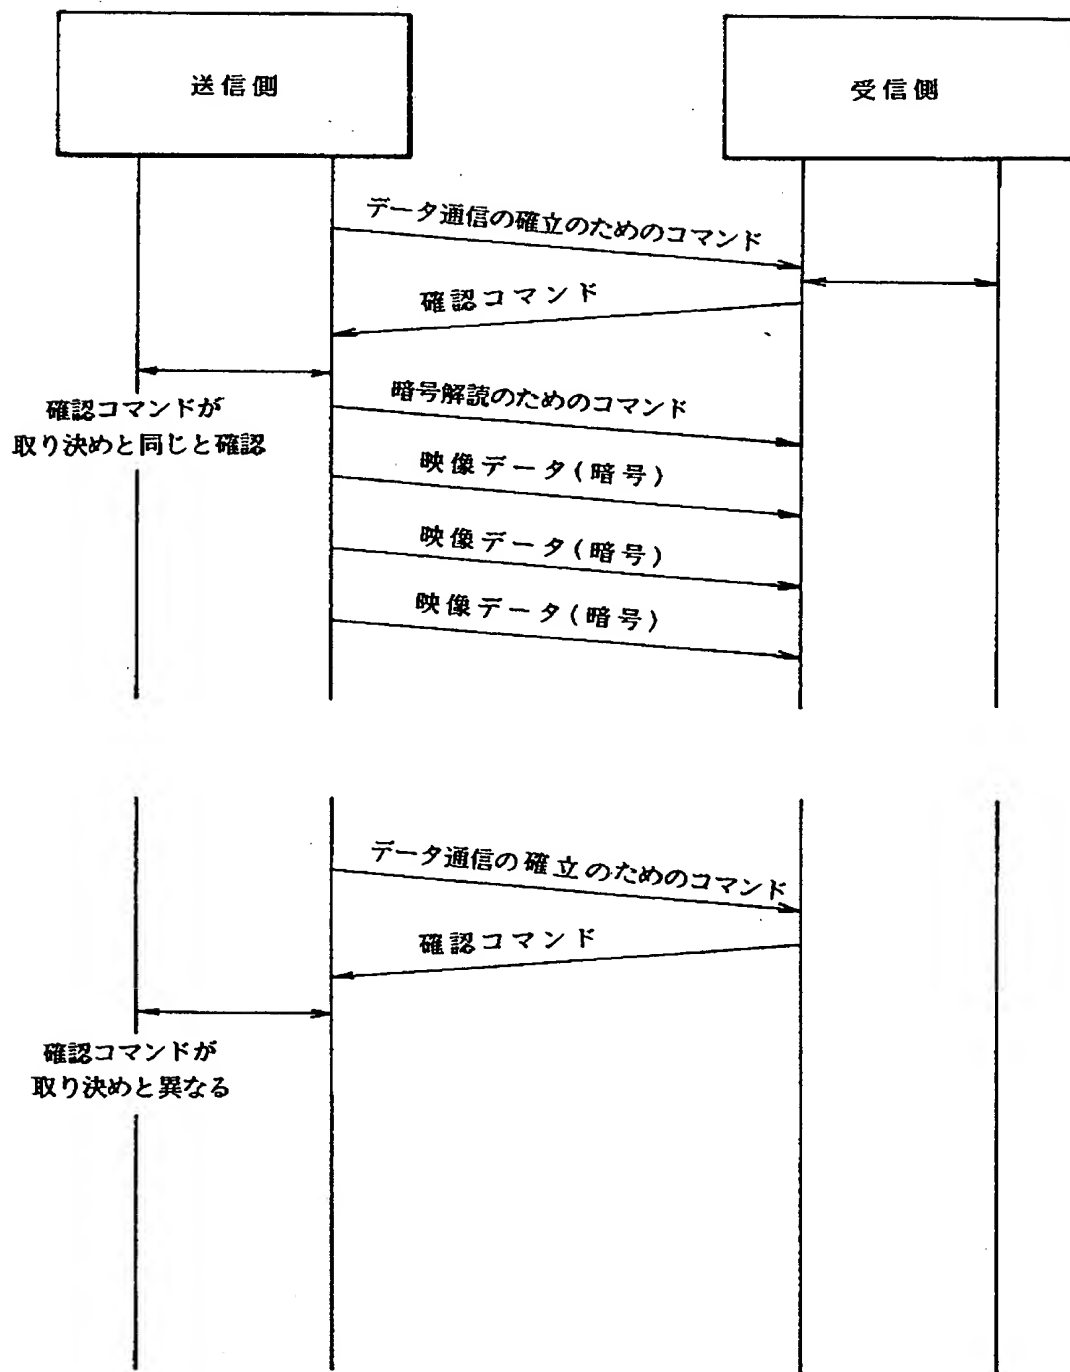 送信側
受信側
データ通信の確立のためのコマンド
確認コマンド
確認コマンドが
取り決めと同じと確認
暗号解読のためのコマンド
映像データ(暗号)
映像データ(暗号)
映像データ(暗号)
データ通信の確立のためのコマンド
確認コマンド
確認コマンドが
取り決めと異なる